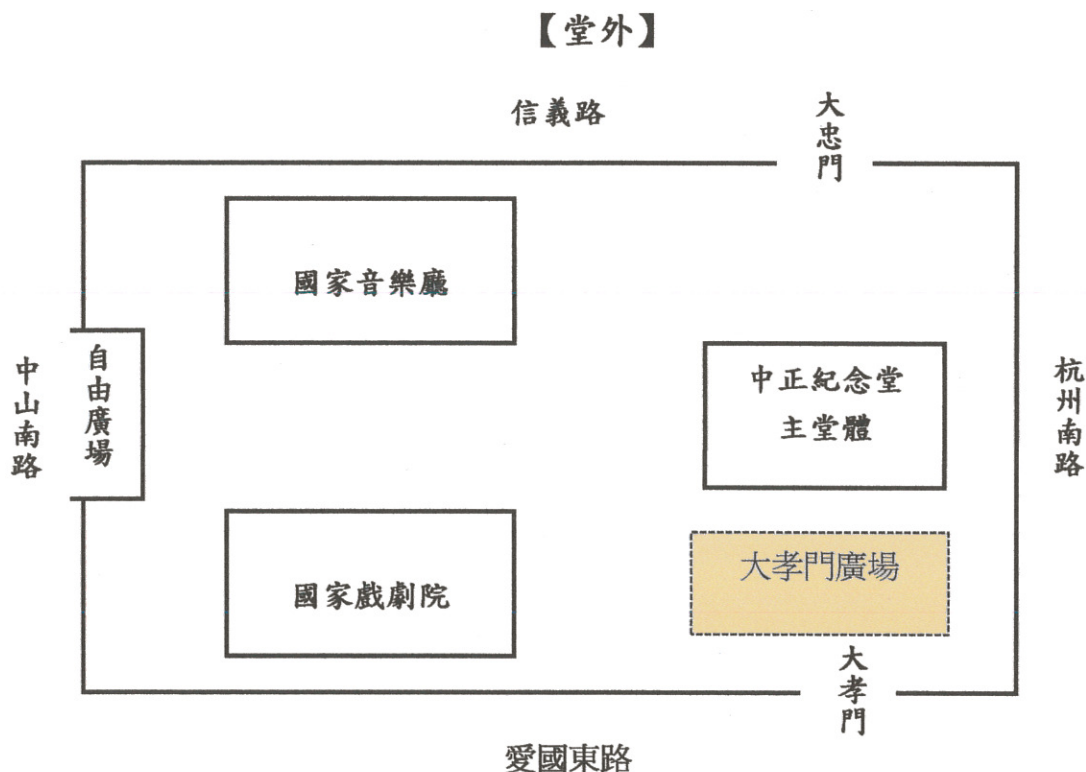 【堂外】
信義路
大忠門
國家音樂廳
中山南路
自由廣場
中正紀念堂
主堂體
杭州南路
國家戲劇院
大孝門廣場
大孝門
愛國東路